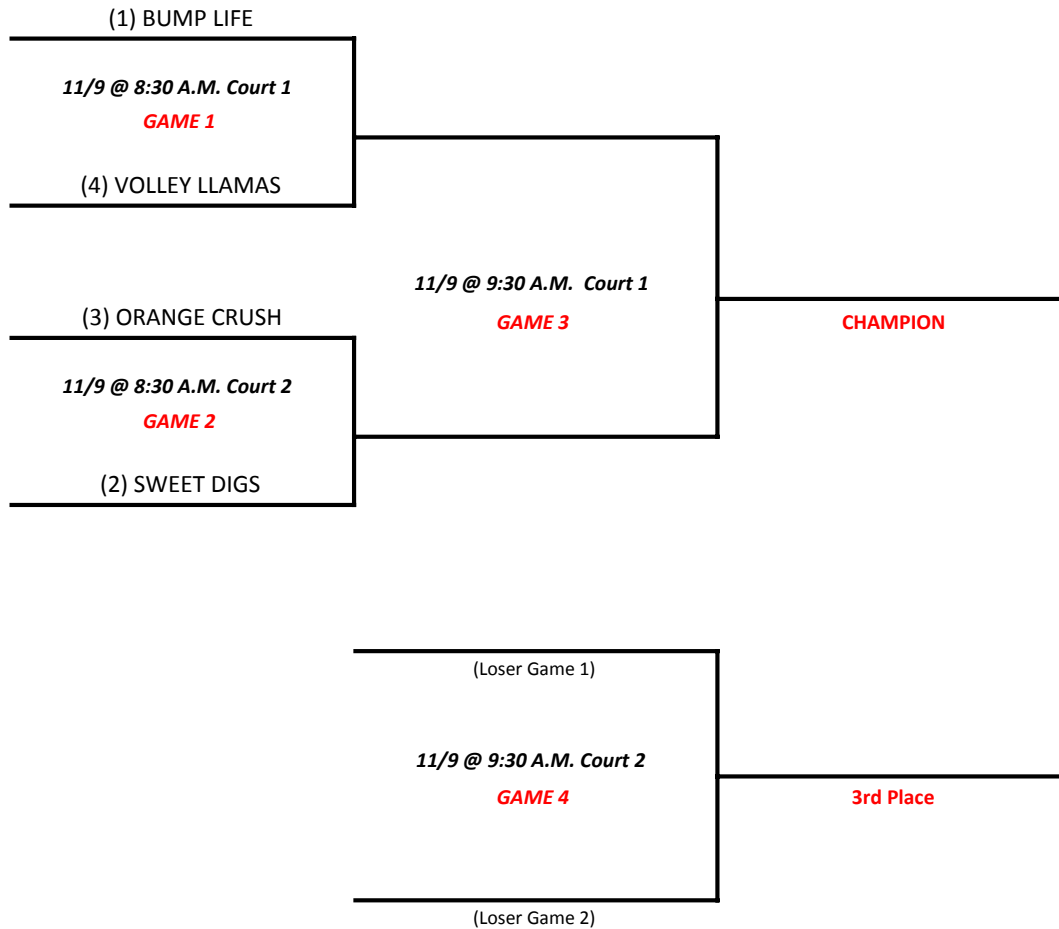 (1) BUMP LIFE
11/9 @ 8:30 A.M. Court 1
GAME 1
(4) VOLLEY LLAMAS
11/9 @ 9:30 A.M.  Court 1
GAME 3
(3) ORANGE CRUSH
CHAMPION
11/9 @ 8:30 A.M. Court 2
GAME 2
(2) SWEET DIGS
(Loser Game 1)
11/9 @ 9:30 A.M. Court 2
GAME 4
3rd Place
(Loser Game 2)